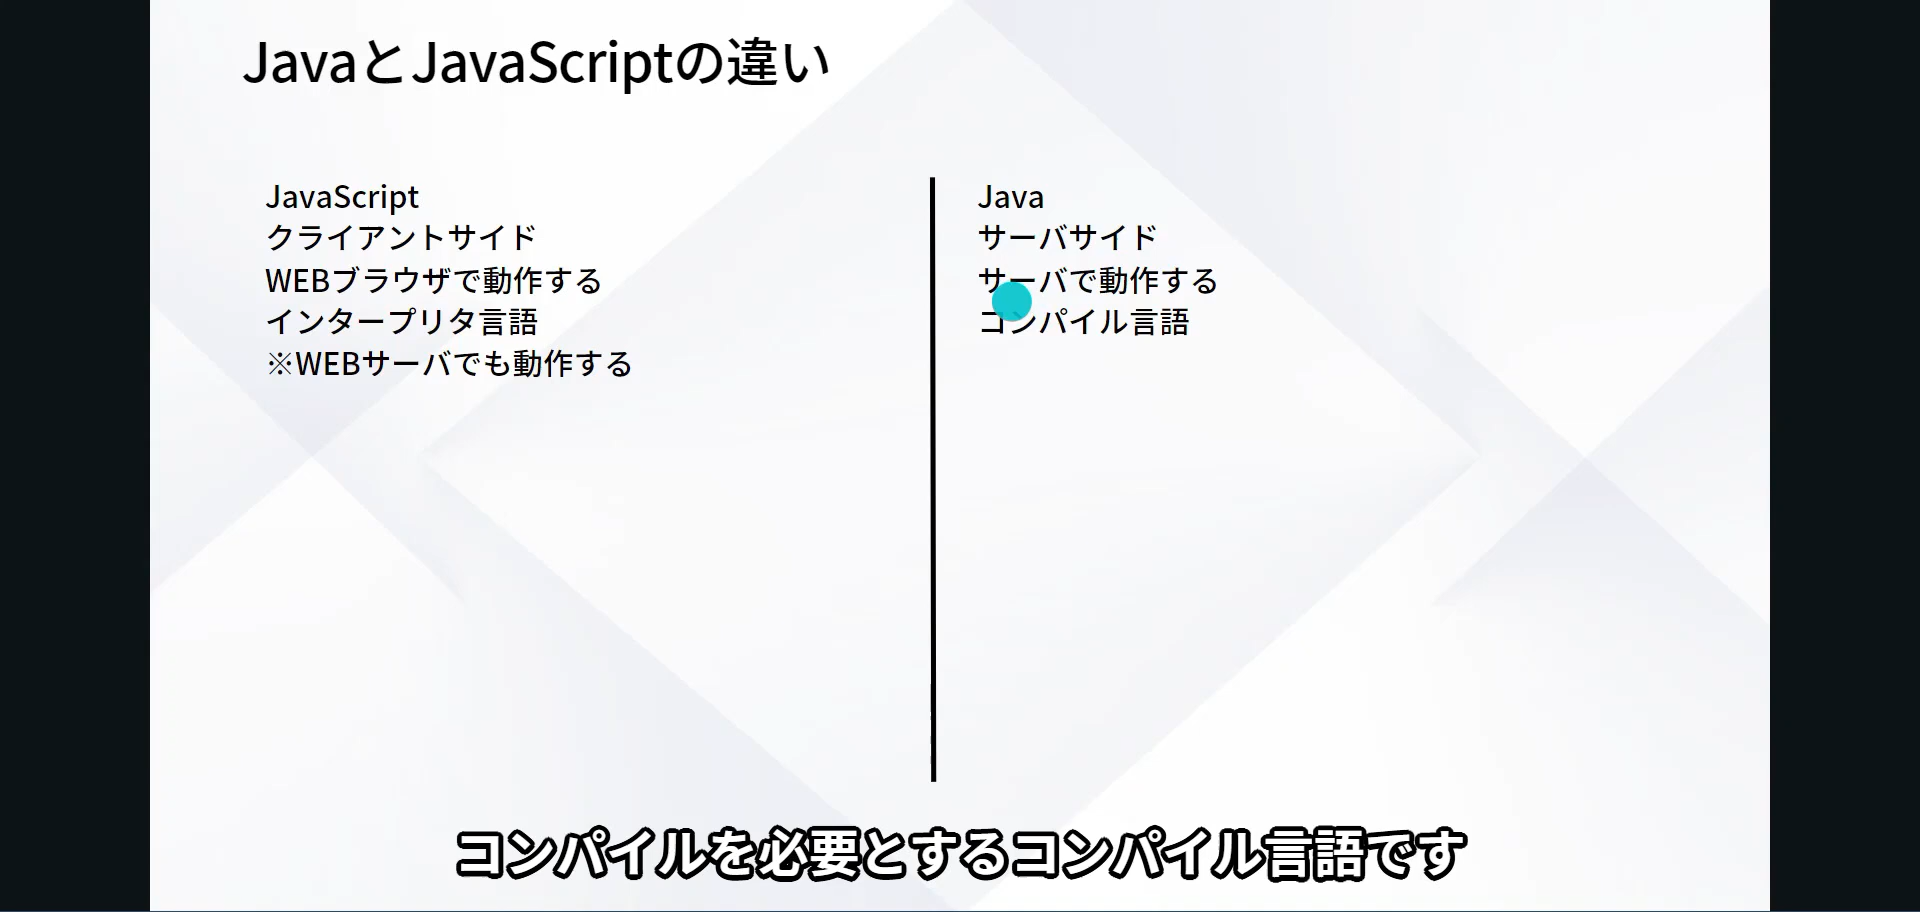 JavaとJavaScriptの違い
JavaScript
クライアントサイド
WEBブラウザで動作する
インタープリタ言語
※WEBサーバでも動作する
Java
サーバサイド
サーバで動作する
コンパイル言語
コンパイルを必要とするコンパイル言語です